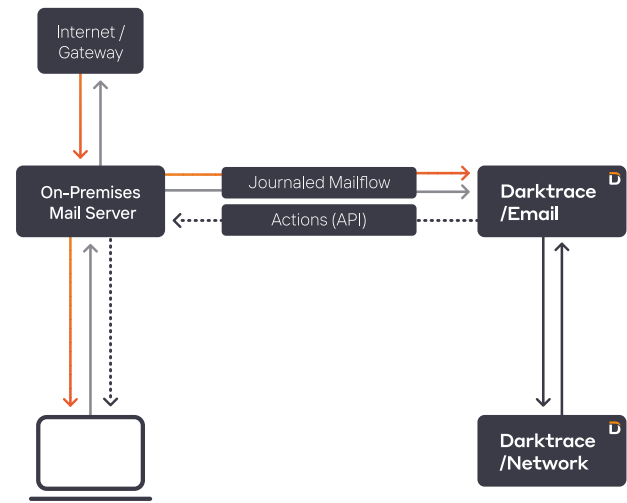 Internet /
Gateway
On-Premises
Mail Server
Journaled Mailflow
Actions (API)
Darktrace
/Email
Darktrace
/Network